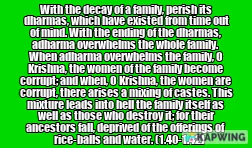 With the decay of a family, perish its
dharmas, which have existed from time out
of mind. With the ending of the dharmas,
adharma overwhelms the whole family.
When adharma overwhelms the family, O
Krishna, the women of the family become
corrupt; and when, O Krishna, the women are
corrupt, there arises a mixing of castes. This
mixture leads into hell the family itself as
well as those who destroy it; for their
ancestors fall, deprived of the offerings of
rice-balls and water. [1.40-1.42]
KAPWING